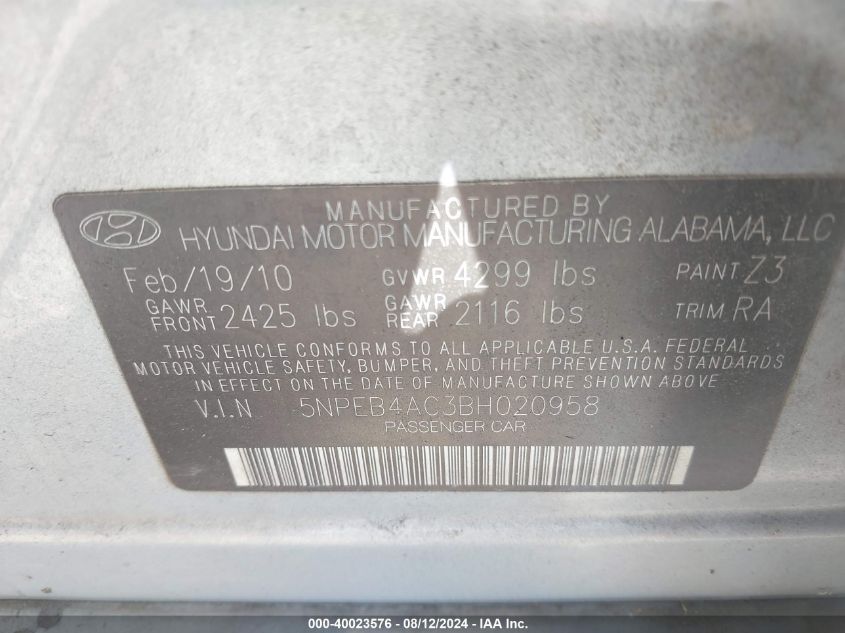 MANUFACTURED BY
HYUNDAI MOTOR MANUFACTURING ALABAMA, LLC
Feb/19/10 GVWR 4299 lbs PAINT Z3
GAWR FRONT 2425 lbs GAWR REAR 2116 lbs TRIM RA
THIS VEHICLE CONFORMS TO ALL APPLICABLE U.S.A. FEDERAL
MOTOR VEHICLE SAFETY, BUMPER, AND THEFT PREVENTION STANDARDS
IN EFFECT ON THE DATE OF MANUFACTURE SHOWN ABOVE
V.I.N 5NPEB4AC3BH020958
PASSENGER CAR
000-40023576 - 08/12/2024 - IAA Inc.